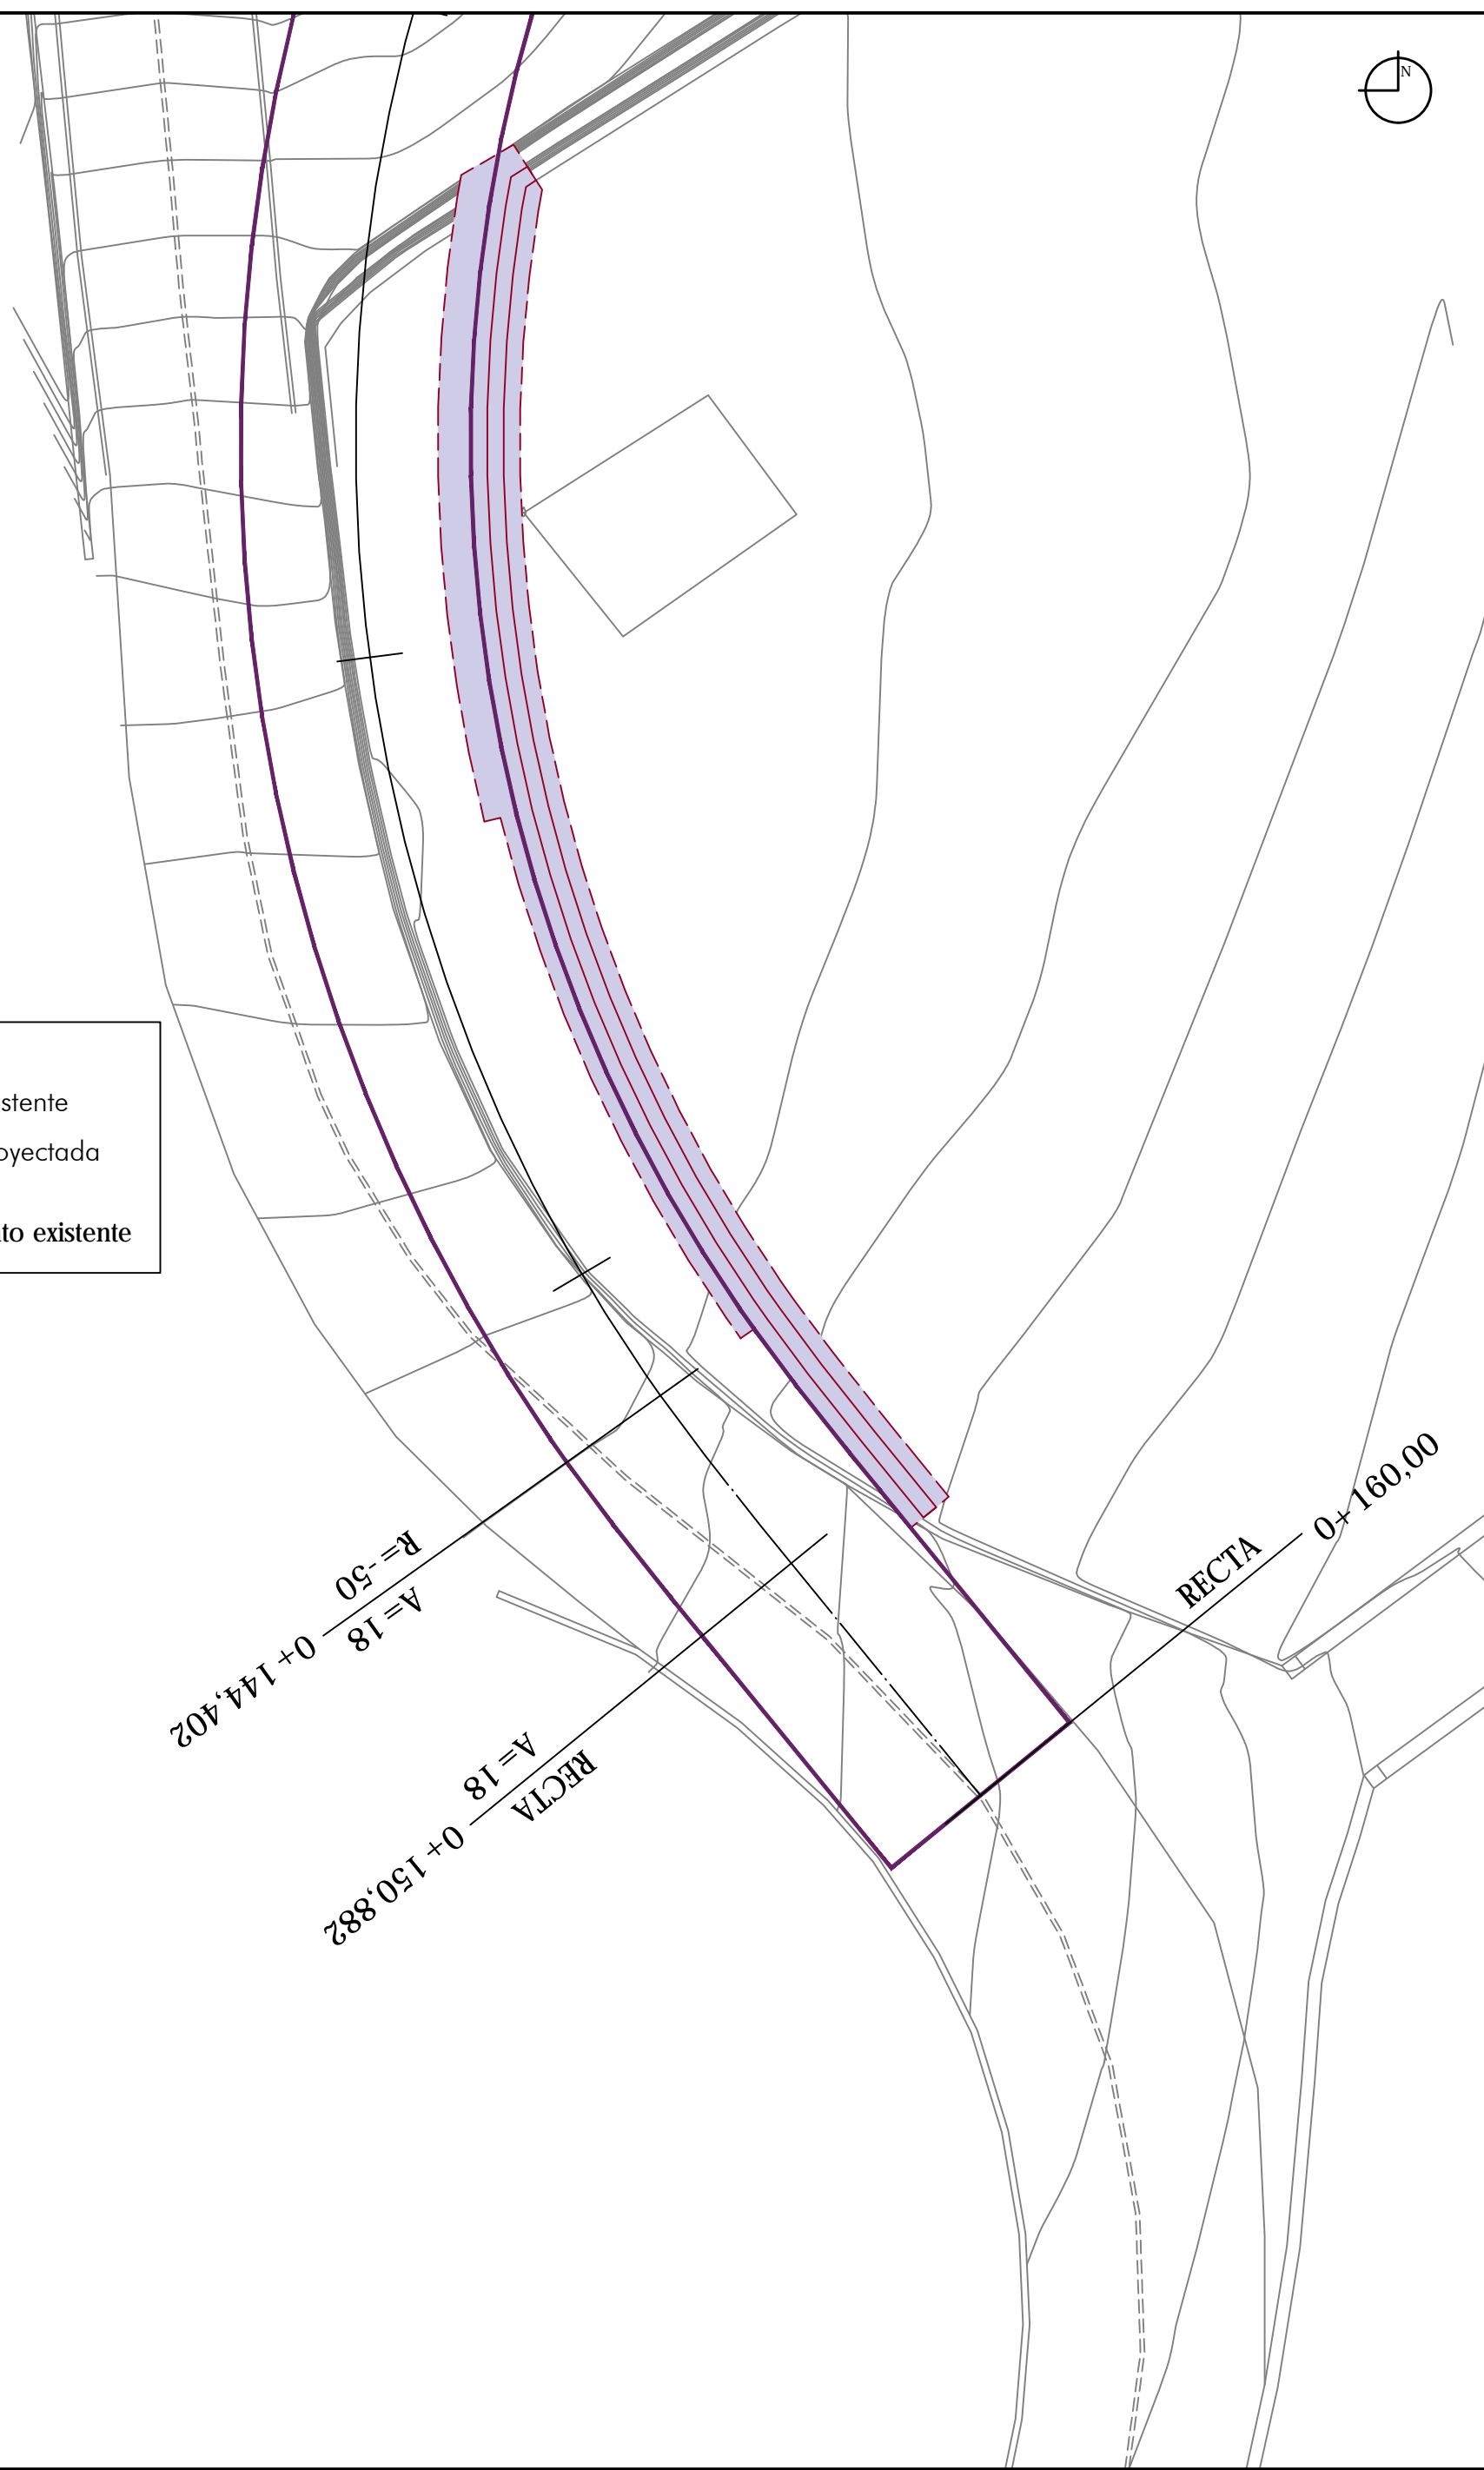 N
stente
oyectada
to existente
0+160,00
RECTA
R=-50
A=18
0+144,402
A=18
RECTA
0+150,882